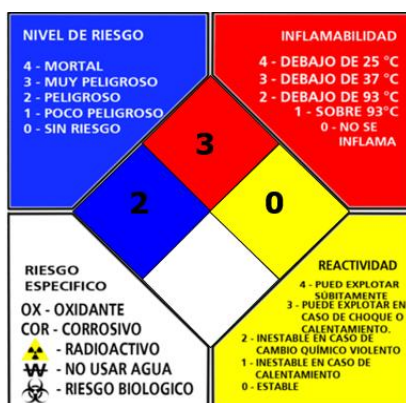 NIVEL DE RIESGO
4 - MORTAL
3 - MUY PELIGROSO
2 - PELIGROSO
1 - POCO PELIGROSO
0 - SIN RIESGO
INFLAMABILIDAD
4 - DEBAJO DE 25 °C
3 - DEBAJO DE 37 °C
2 - DEBAJO DE 93 °C
1 - SOBRE 93°C
0 - NO SE
INFLAMA
3
2
0
RIESGO
ESPECIFICO
OX - OXIDANTE
COR - CORROSIVO
- RADIOACTIVO
W - NO USAR AGUA
- RIESGO BIOLOGICO
REACTIVIDAD
4 - PUED EXPLOTAR
SÚBITAMENTE
3 - PUEDE EXPLOTAR EN
CASO DE CHOQUE O
CALENTAMIENTO.
2 - INESTABLE EN CASO DE
CAMBIO QUÍMICO VIOLENTO
1 - INESTABLE EN CASO DE
CALENTAMIENTO
0 - ESTABLE